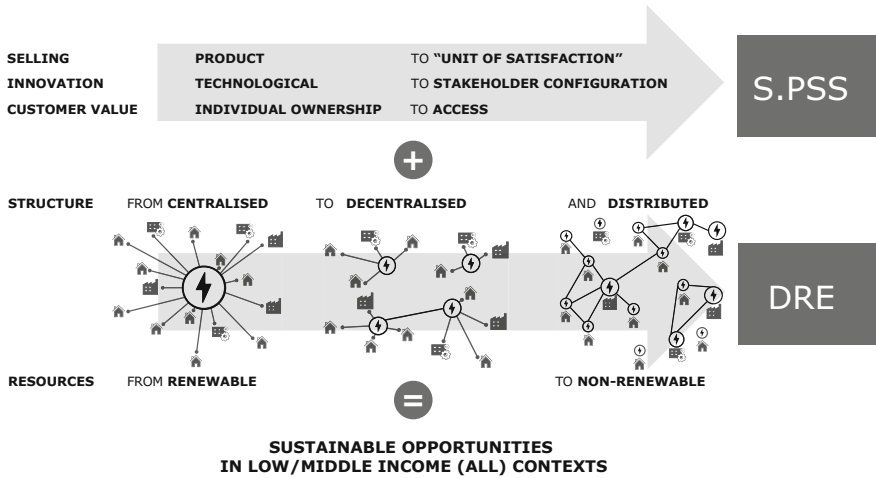 SELLING PRODUCT TO “UNIT OF SATISFACTION”
INNOVATION TECHNOLOGICAL TO STAKEHOLDER CONFIGURATION
CUSTOMER VALUE INDIVIDUAL OWNERSHIP TO ACCESS
S.PSS
+
STRUCTURE FROM CENTRALISED TO DECENTRALISED AND DISTRIBUTED
DRE
RESOURCES FROM RENEWABLE TO NON-RENEWABLE
=
SUSTAINABLE OPPORTUNITIES
IN LOW/MIDDLE INCOME (ALL) CONTEXTS